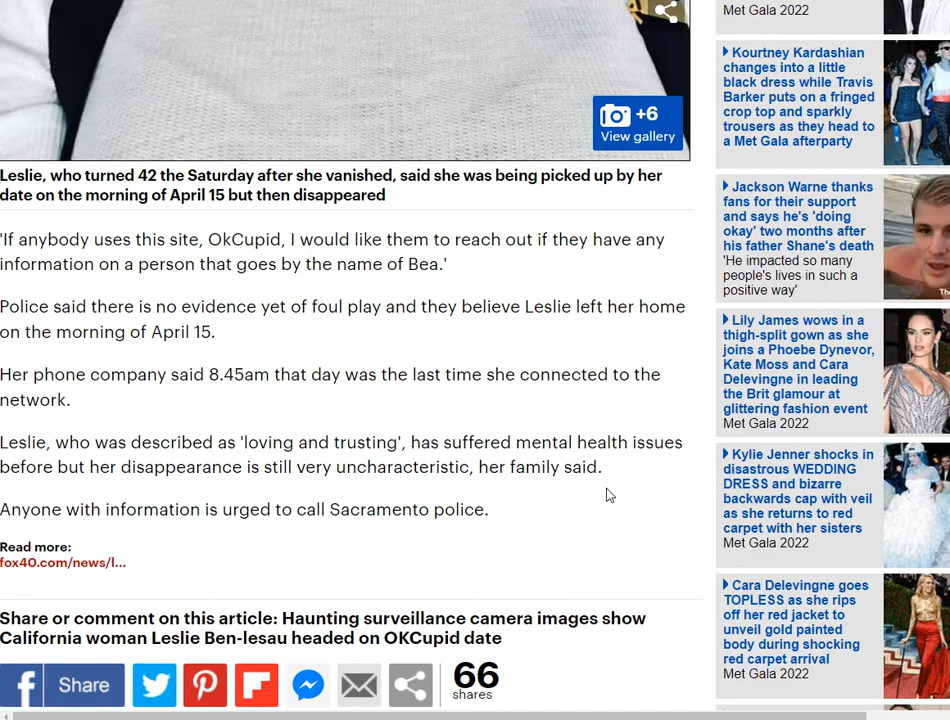 +6
View gallery
Leslie, who turned 42 the Saturday after she vanished, said she was being picked up by her
date on the morning of April 15 but then disappeared
'If anybody uses this site, OkCupid, I would like them to reach out if they have any
information on a person that goes by the name of Bea.'
Police said there is no evidence yet of foul play and they believe Leslie left her home
on the morning of April 15.
Her phone company said 8.45am that day was the last time she connected to the
network.
Leslie, who was described as 'loving and trusting', has suffered mental health issues
before but her disappearance is still very uncharacteristic, her family said.
Anyone with information is urged to call Sacramento police.
Read more:
fox40.com/news/l...
Share or comment on this article: Haunting surveillance camera images show
California woman Leslie Ben-lesau headed on OKCupid date
f Share
66
shares
Met Gala 2022
Kourtney Kardashian
changes into a little
black dress while Travis
Barker puts on a fringed
crop top and sparkly
trousers as they head to
a Met Gala afterparty
Jackson Warne thanks
fans for their support
and says he's 'doing
okay' two months after
his father Shane's death
'He impacted so many
people's lives in such a
positive way'
Th
Lily James wows in a
thigh-split gown as she
joins a Phoebe Dynevor,
Kate Moss and Cara
Delevingne in leading
the Brit glamour at
glittering fashion event
Met Gala 2022
Kylie Jenner shocks in
disastrous WEDDING
DRESS and bizarre
backwards cap with veil
as she returns to red
carpet with her sisters
Met Gala 2022
Cara Delevingne goes
TOPLESS as she rips
off her red jacket to
unveil gold painted
body during shocking
red carpet arrival
Met Gala 2022